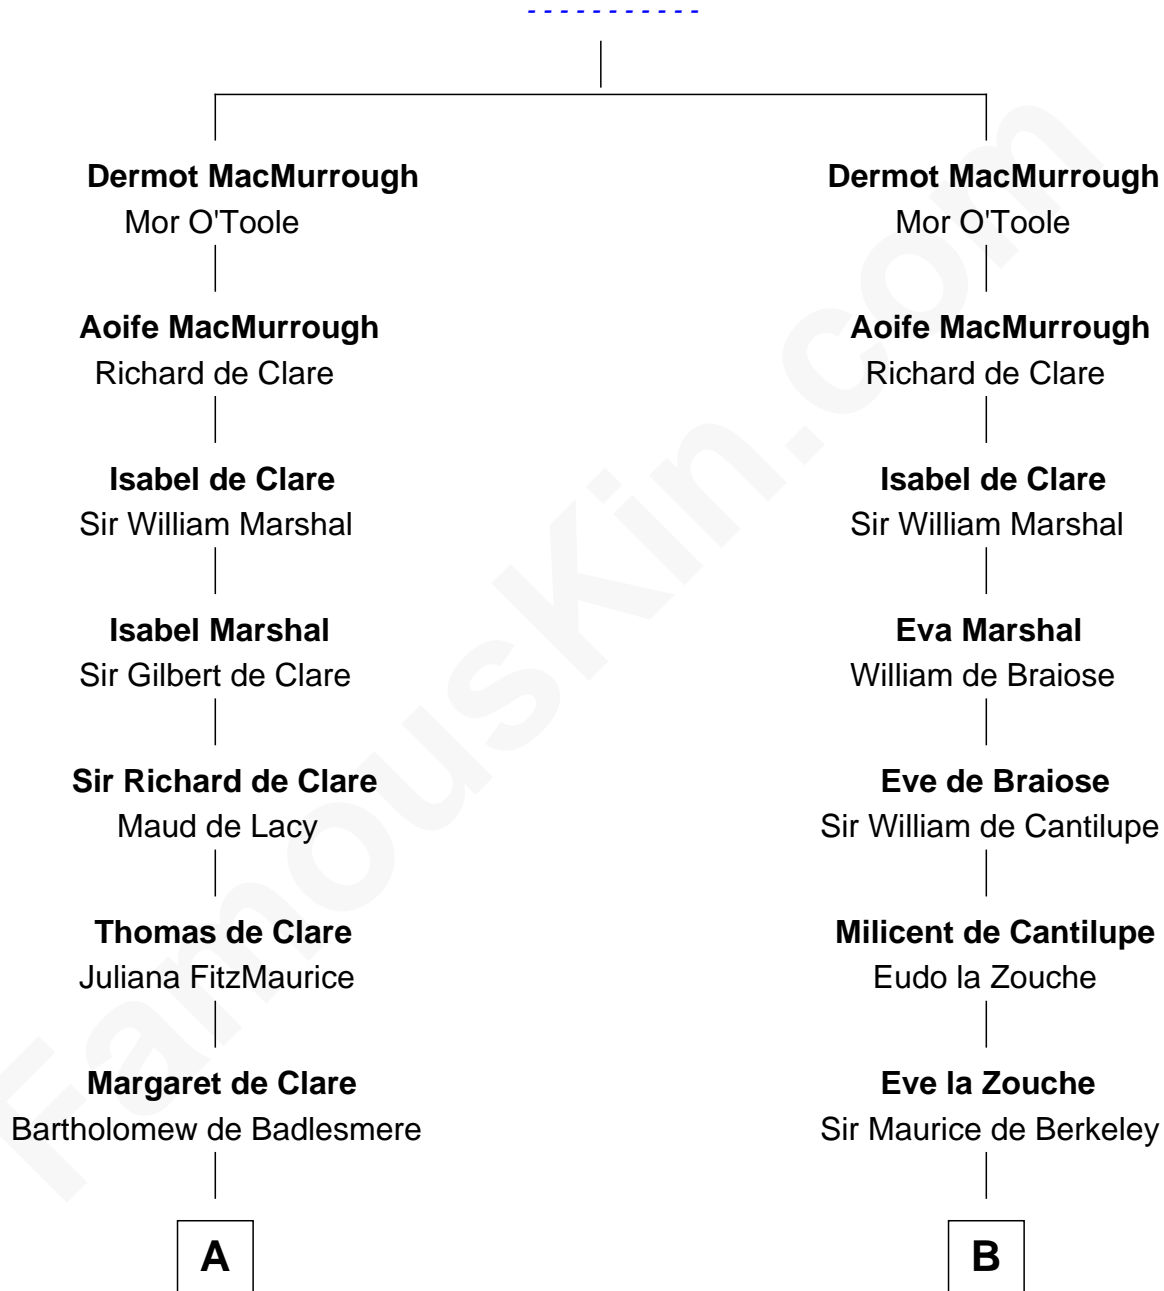 - - - - - - - - - - -
Dermot MacMurrough
Mor O'Toole
Aoife MacMurrough
Richard de Clare
Isabel de Clare
Sir William Marshal
Isabel Marshal
Sir Gilbert de Clare
Sir Richard de Clare
Maud de Lacy
Thomas de Clare
Juliana FitzMaurice
Margaret de Clare
Bartholomew de Badlesmere
A
Dermot MacMurrough
Mor O'Toole
Aoife MacMurrough
Richard de Clare
Isabel de Clare
Sir William Marshal
Eva Marshal
William de Braiose
Eve de Braiose
Sir William de Cantilupe
Milicent de Cantilupe
Eudo la Zouche
Eve la Zouche
Sir Maurice de Berkeley
B
FamousKin.com